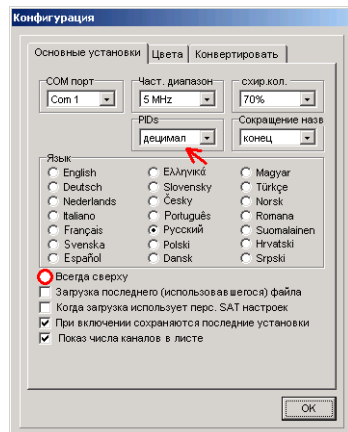 Конфигурация
Основные установки Цвета Конвертировать
COM порт Част. диапазон схир.кол.
Com 1 5 MHz 70%
PIDs Сокращение назв
децимал конец
Язык
English Ελληνικά Magyar
Deutsch Slovensky Türkçe
Nederlands Česky Norsk
Italiano Português Romana
Français Русский Suomalainen
Svenska Polski Hrvatski
Español Dansk Srpski
Всегда сверху
Загрузка последнего (использовавшегося) файла
Когда загрузка использует перс. SAT настроек
При включении сохраняются последние установки
Показ числа каналов в листе
OK